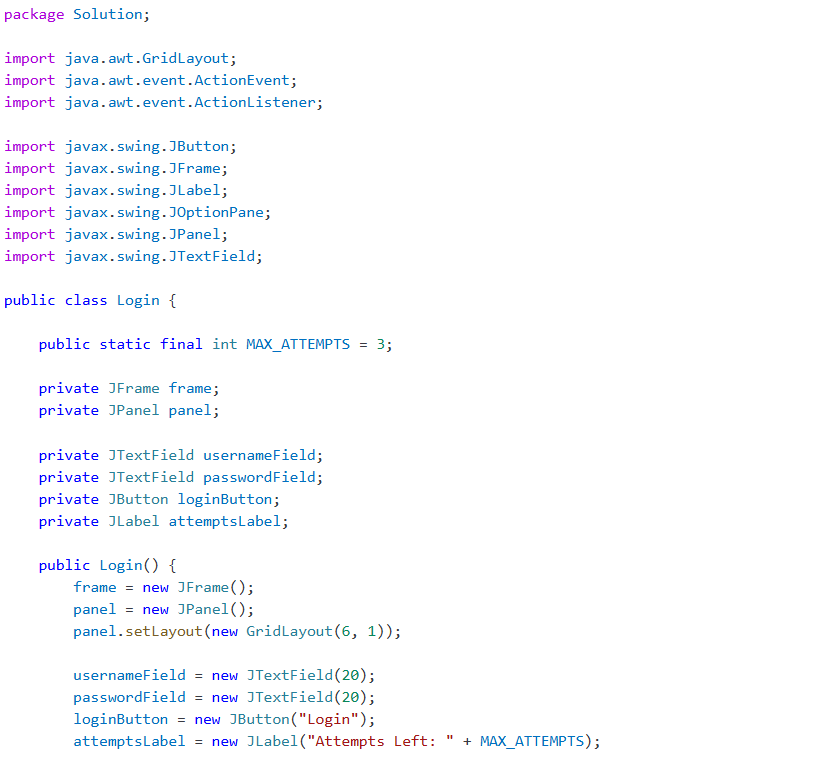 package Solution;
import java.awt.GridLayout;
import java.awt.event.ActionEvent;
import java.awt.event.ActionListener;
import javax.swing.JButton;
import javax.swing.JFrame;
import javax.swing.JLabel;
import javax.swing.JOptionPane;
import javax.swing.JPanel;
import javax.swing.JTextField;
public class Login {
    public static final int MAX_ATTEMPTS = 3;
    private JFrame frame;
    private JPanel panel;
    private JTextField usernameField;
    private JTextField passwordField;
    private JButton loginButton;
    private JLabel attemptsLabel;
    public Login() {
        frame = new JFrame();
        panel = new JPanel();
        panel.setLayout(new GridLayout(6, 1));
        usernameField = new JTextField(20);
        passwordField = new JTextField(20);
        loginButton = new JButton("Login");
        attemptsLabel = new JLabel("Attempts Left: " + MAX_ATTEMPTS);